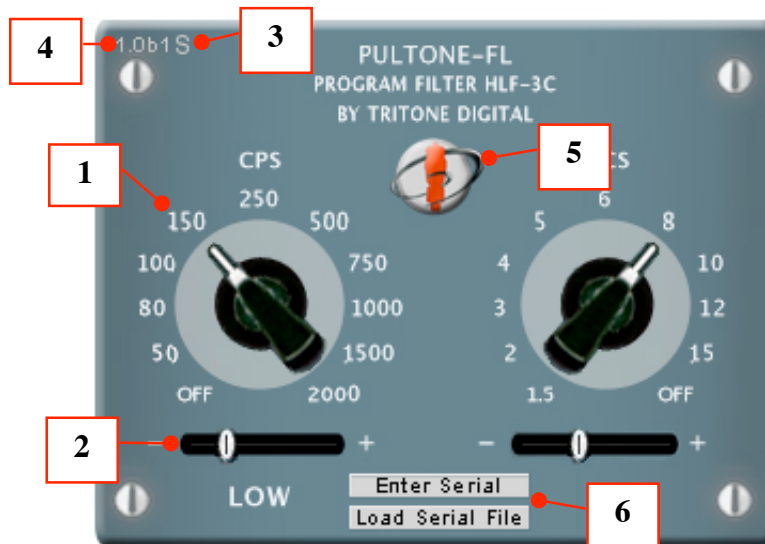 4
1.0b1S
3
PULTONE-FL
PROGRAM FILTER HLF-3C
BY TRITONE DIGITAL
5
1
CPS
250
150
500
100
750
80
1000
50
1500
OFF
2000
6
5
8
4
10
3
12
2
15
1.5
OFF
2
- +
- +
LOW
Enter Serial
Load Serial File
6